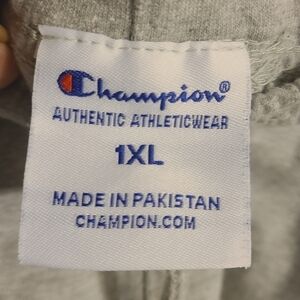 Champion®
AUTHENTIC ATHLETICWEAR
1XL
MADE IN PAKISTAN
CHAMPION.COM